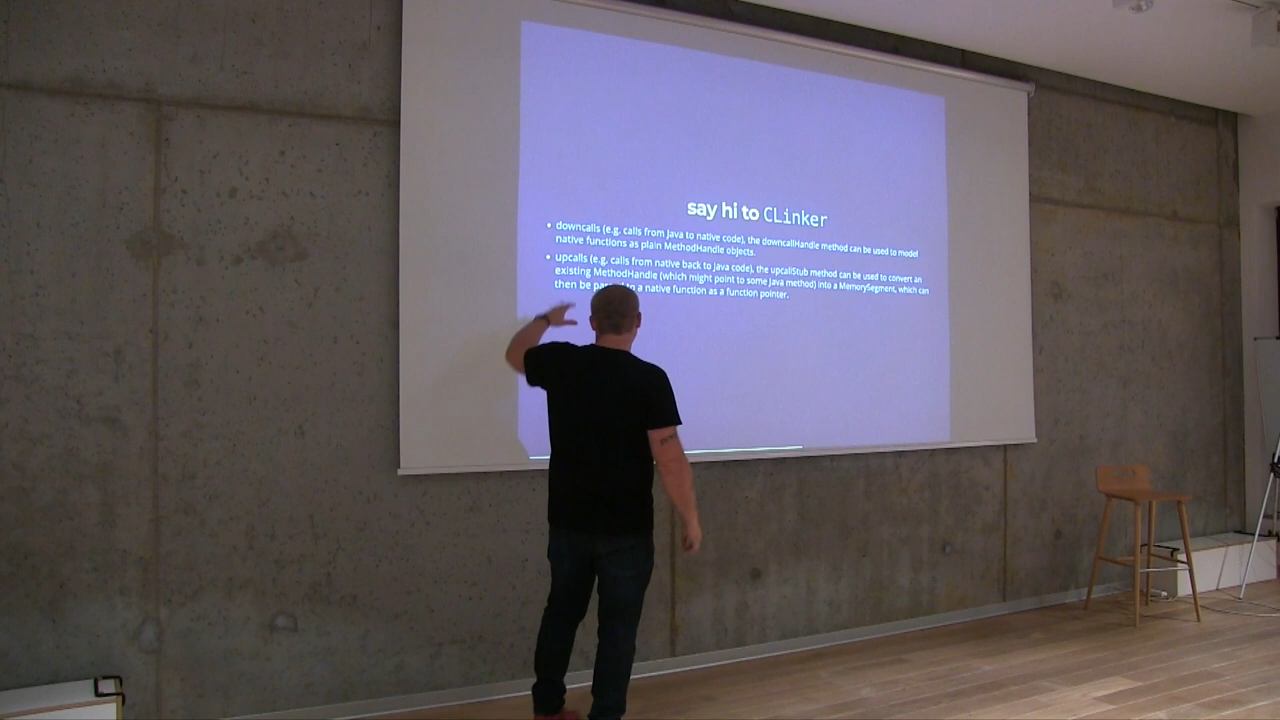 say hi to CLinker
• downcalls (e.g. calls from Java to native code), the downcallHandle method can be used to model
native functions as plain MethodHandle objects.
• upcalls (e.g. calls from native back to Java code), the upcallStub method can be used to convert an
existing MethodHandle (which might point to some Java method) into a MemorySegment, which can
then be to a native function as a function pointer.